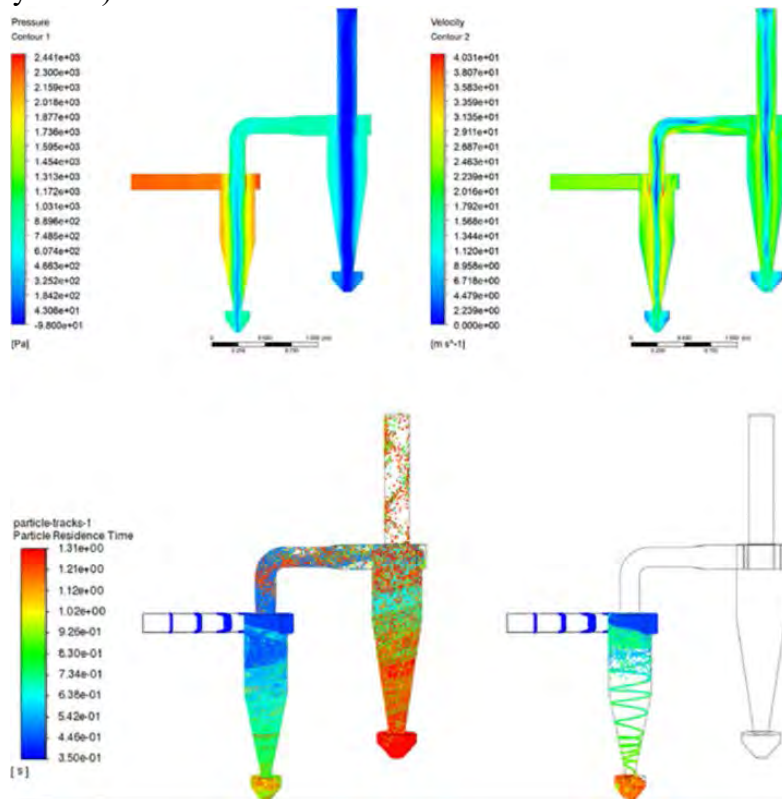 Pressure
Contour 1
2.441e+03
2.300e+03
2.159e+03
2.018e+03
1.877e+03
1.736e+03
1.595e+03
1.454e+03
1.313e+03
1.172e+03
1.031e+03
8.896e+02
7.485e+02
6.074e+02
4.663e+02
3.252e+02
1.842e+02
4.308e+01
-9.800e+01
[Pa]
Velocity
Contour 2
4.031e+01
3.807e+01
3.583e+01
3.359e+01
3.135e+01
2.911e+01
2.687e+01
2.463e+01
2.239e+01
2.016e+01
1.792e+01
1.568e+01
1.344e+01
1.120e+01
8.958e+00
6.718e+00
4.479e+00
2.239e+00
0.000e+00
[m s^-1]
particle-tracks-1
Particle Residence Time
1.31e+00
1.21e+00
1.12e+00
1.02e+00
9.26e-01
8.30e-01
7.34e-01
6.38e-01
5.42e-01
4.46e-01
3.50e-01
[ s ]